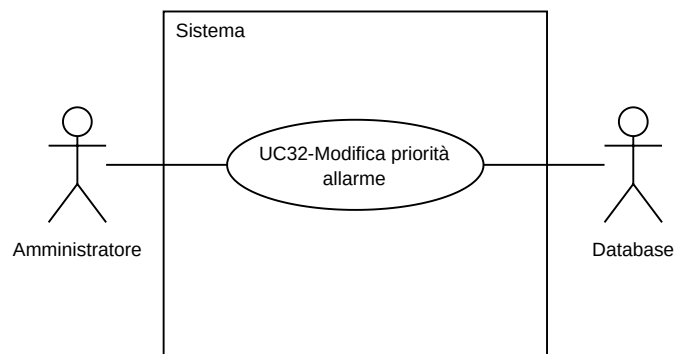 Sistema
UC32-Modifica priorità
allarme
Amministratore
Database